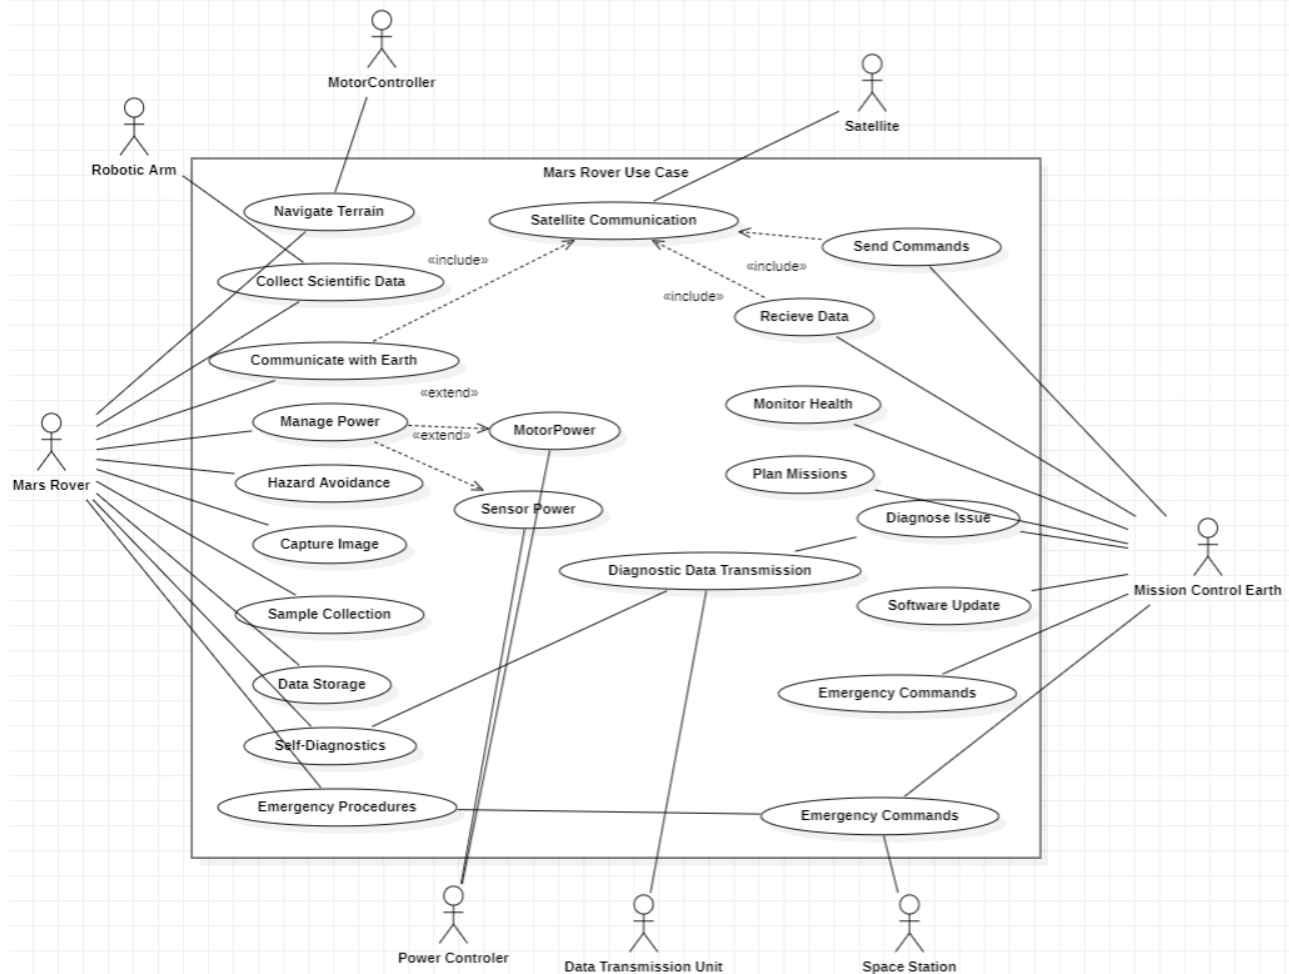 MotorController
Satellite
Robotic Arm
Mars Rover Use Case
Navigate Terrain
Satellite Communication
Send Commands
«include»
«include»
Collect Scientific Data
«include»
Recieve Data
Communicate with Earth
«extend»
Monitor Health
Manage Power
MotorPower
«extend»
Plan Missions
Mars Rover
Hazard Avoidance
Sensor Power
Diagnose Issue
Capture Image
Diagnostic Data Transmission
Mission Control Earth
Software Update
Sample Collection
Data Storage
Emergency Commands
Self-Diagnostics
Emergency Procedures
Emergency Commands
Power Controler
Data Transmission Unit
Space Station